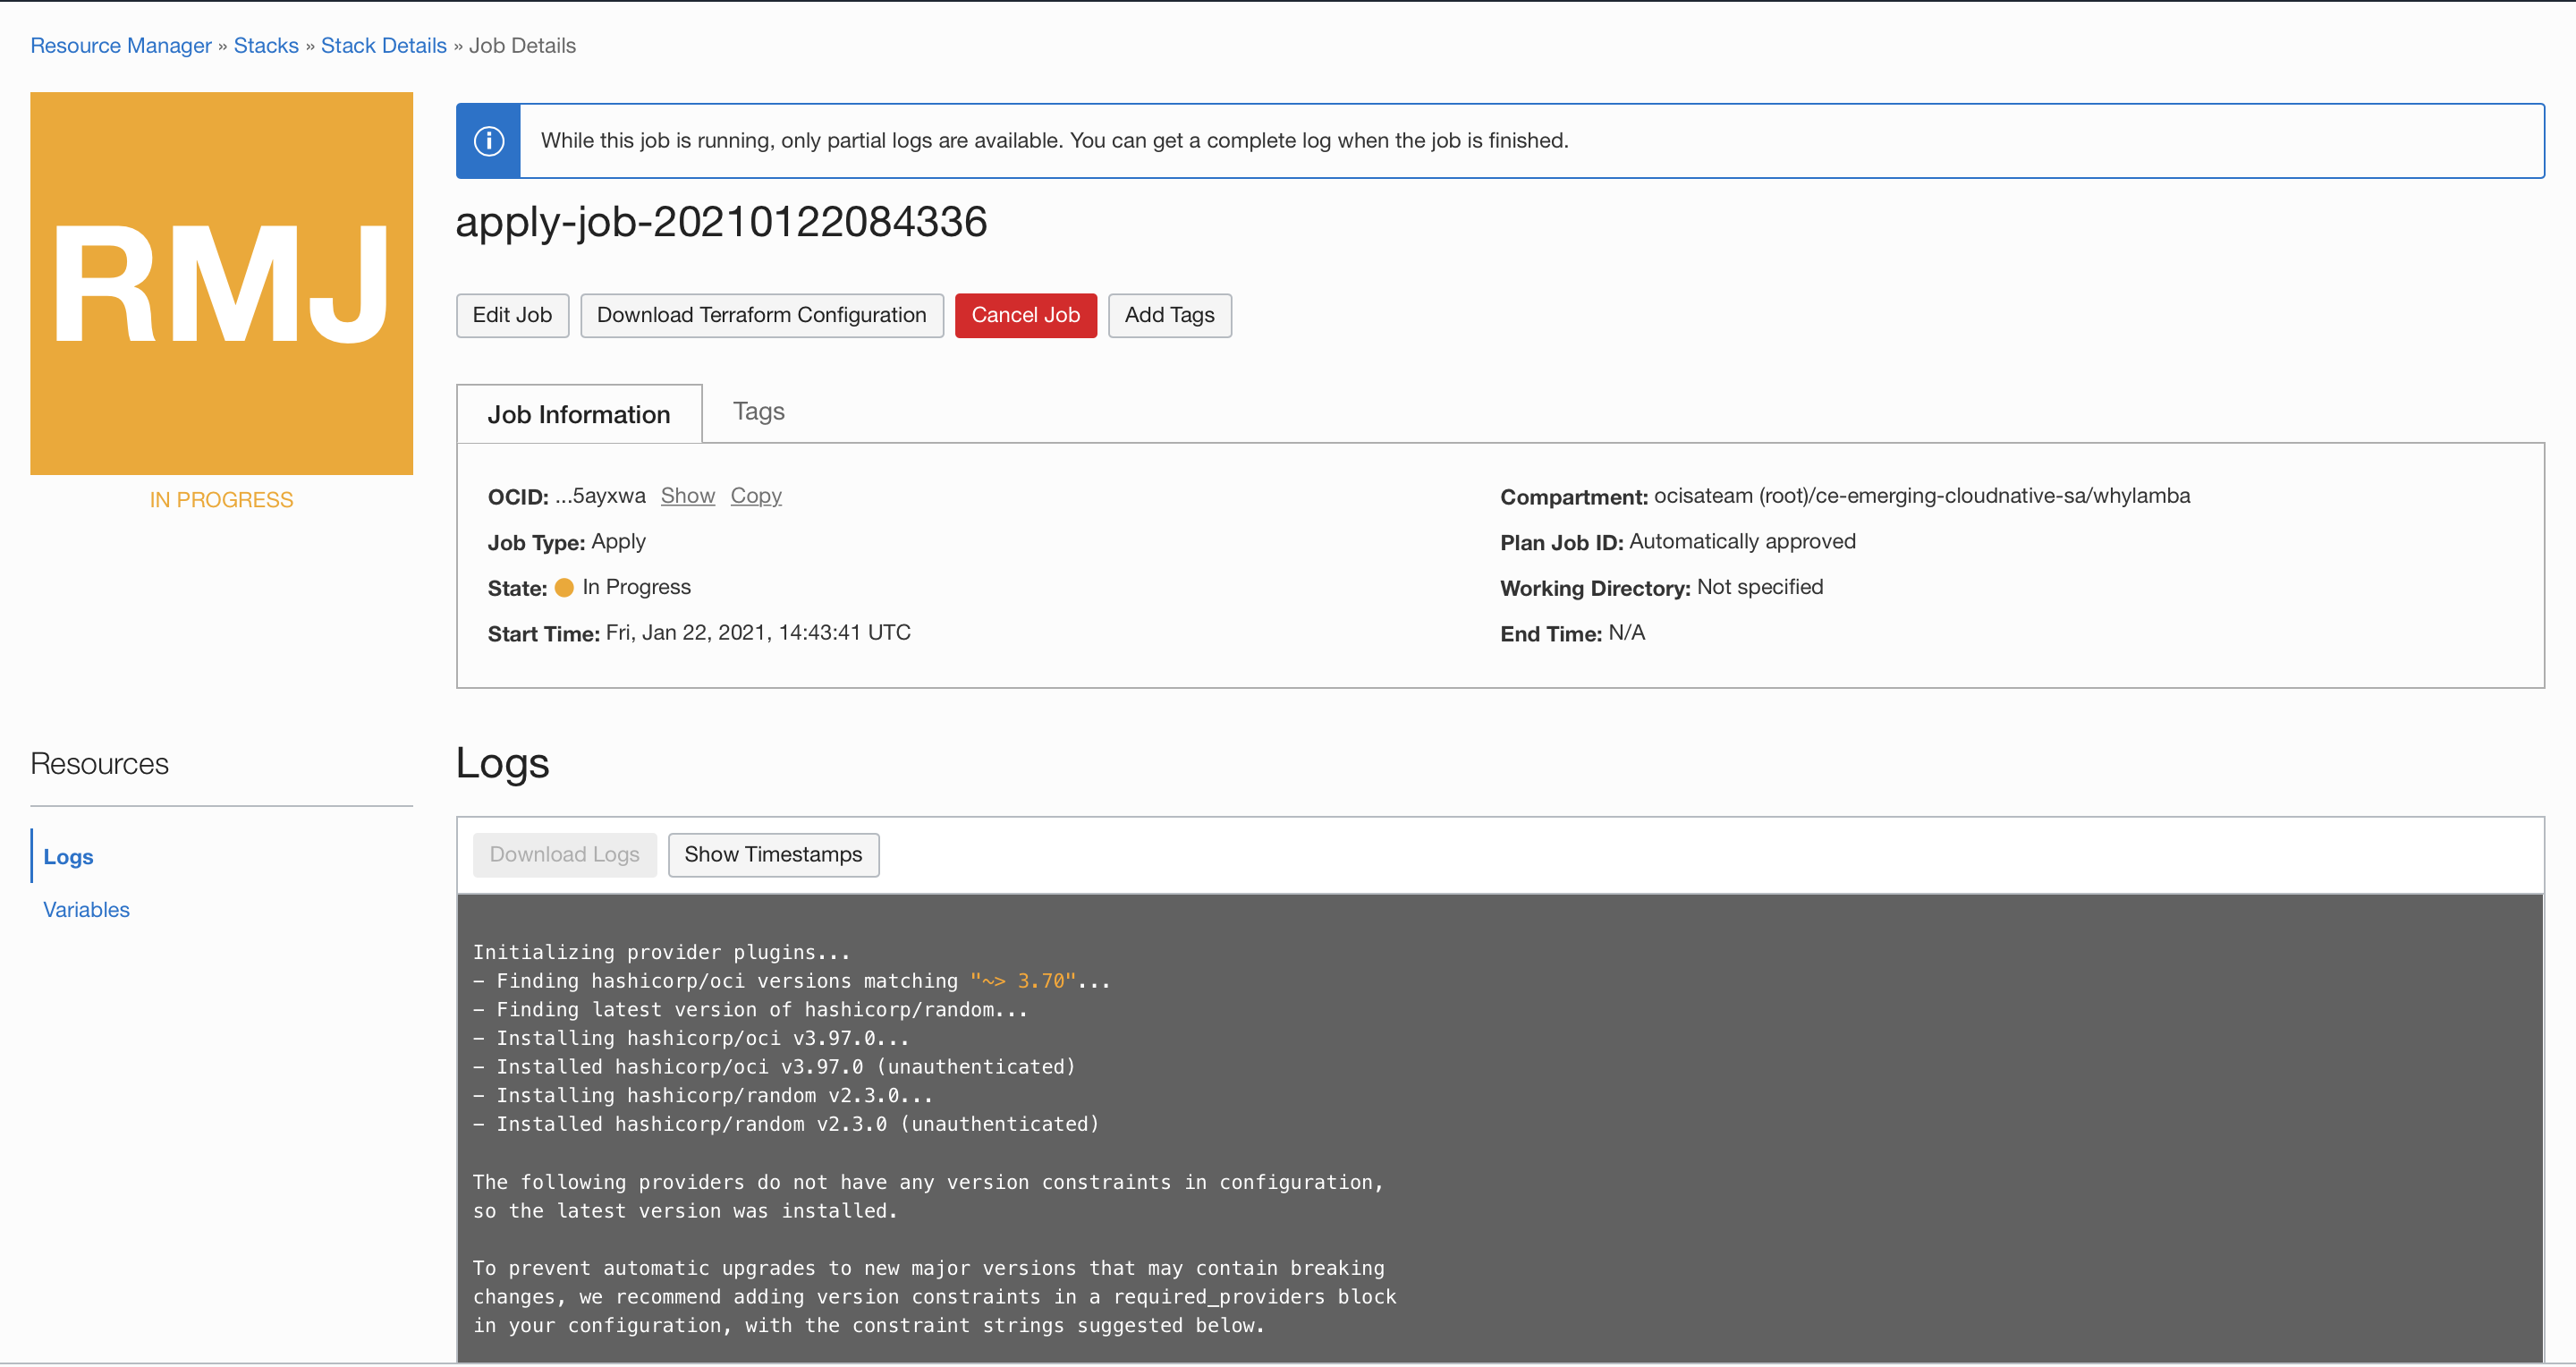 Resource Manager » Stacks » Stack Details » Job Details
RMJ
IN PROGRESS
While this job is running, only partial logs are available. You can get a complete log when the job is finished.
apply-job-20210122084336
Edit Job
Download Terraform Configuration
Cancel Job
Add Tags
Job Information
Tags
OCID: ...5ayxwa Show Copy
Job Type: Apply
State: In Progress
Start Time: Fri, Jan 22, 2021, 14:43:41 UTC
Compartment: ocisateam (root)/ce-emerging-cloudnative-sa/whylamba
Plan Job ID: Automatically approved
Working Directory: Not specified
End Time: N/A
Resources
Logs
Variables
Logs
Download Logs
Show Timestamps
Initializing provider plugins...
- Finding hashicorp/oci versions matching "~> 3.70"...
- Finding latest version of hashicorp/random...
- Installing hashicorp/oci v3.97.0...
- Installed hashicorp/oci v3.97.0 (unauthenticated)
- Installing hashicorp/random v2.3.0...
- Installed hashicorp/random v2.3.0 (unauthenticated)
The following providers do not have any version constraints in configuration,
so the latest version was installed.
To prevent automatic upgrades to new major versions that may contain breaking
changes, we recommend adding version constraints in a required_providers block
in your configuration, with the constraint strings suggested below.